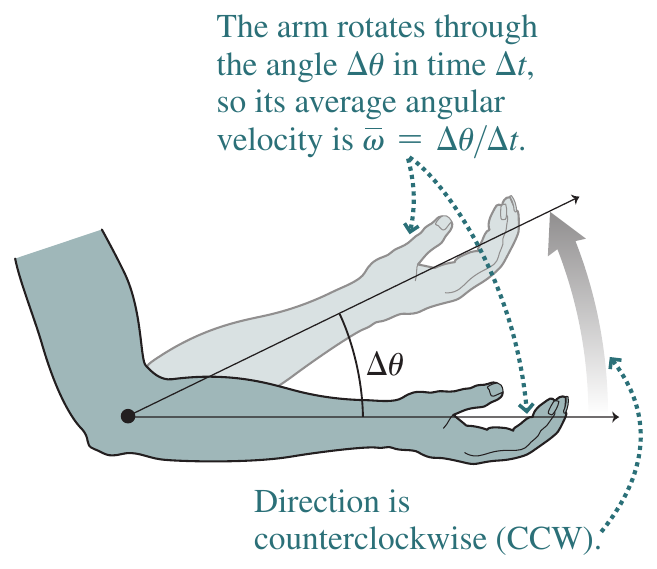 The arm rotates through
the angle Δθ in time Δt,
so its average angular
velocity is ω̅ = Δθ/Δt.
Δθ
Direction is
counterclockwise (CCW).